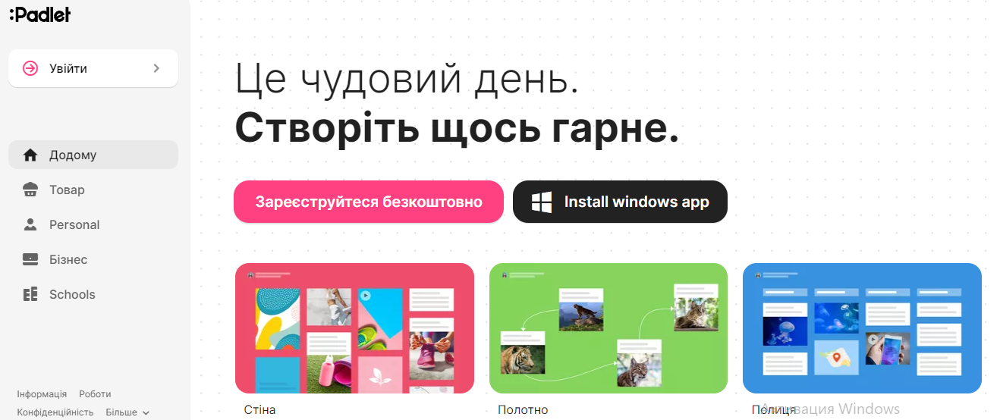 :Padlet
Увійти
Додому
Товар
Personal
Бізнес
Schools
Інформація Роботи
Конфіденційність Більше
Це чудовий день.
Створіть щось гарне.
Зареєструйтеся безкоштовно
Install windows app
Стіна
Полотно
Полиця
Активация Windows